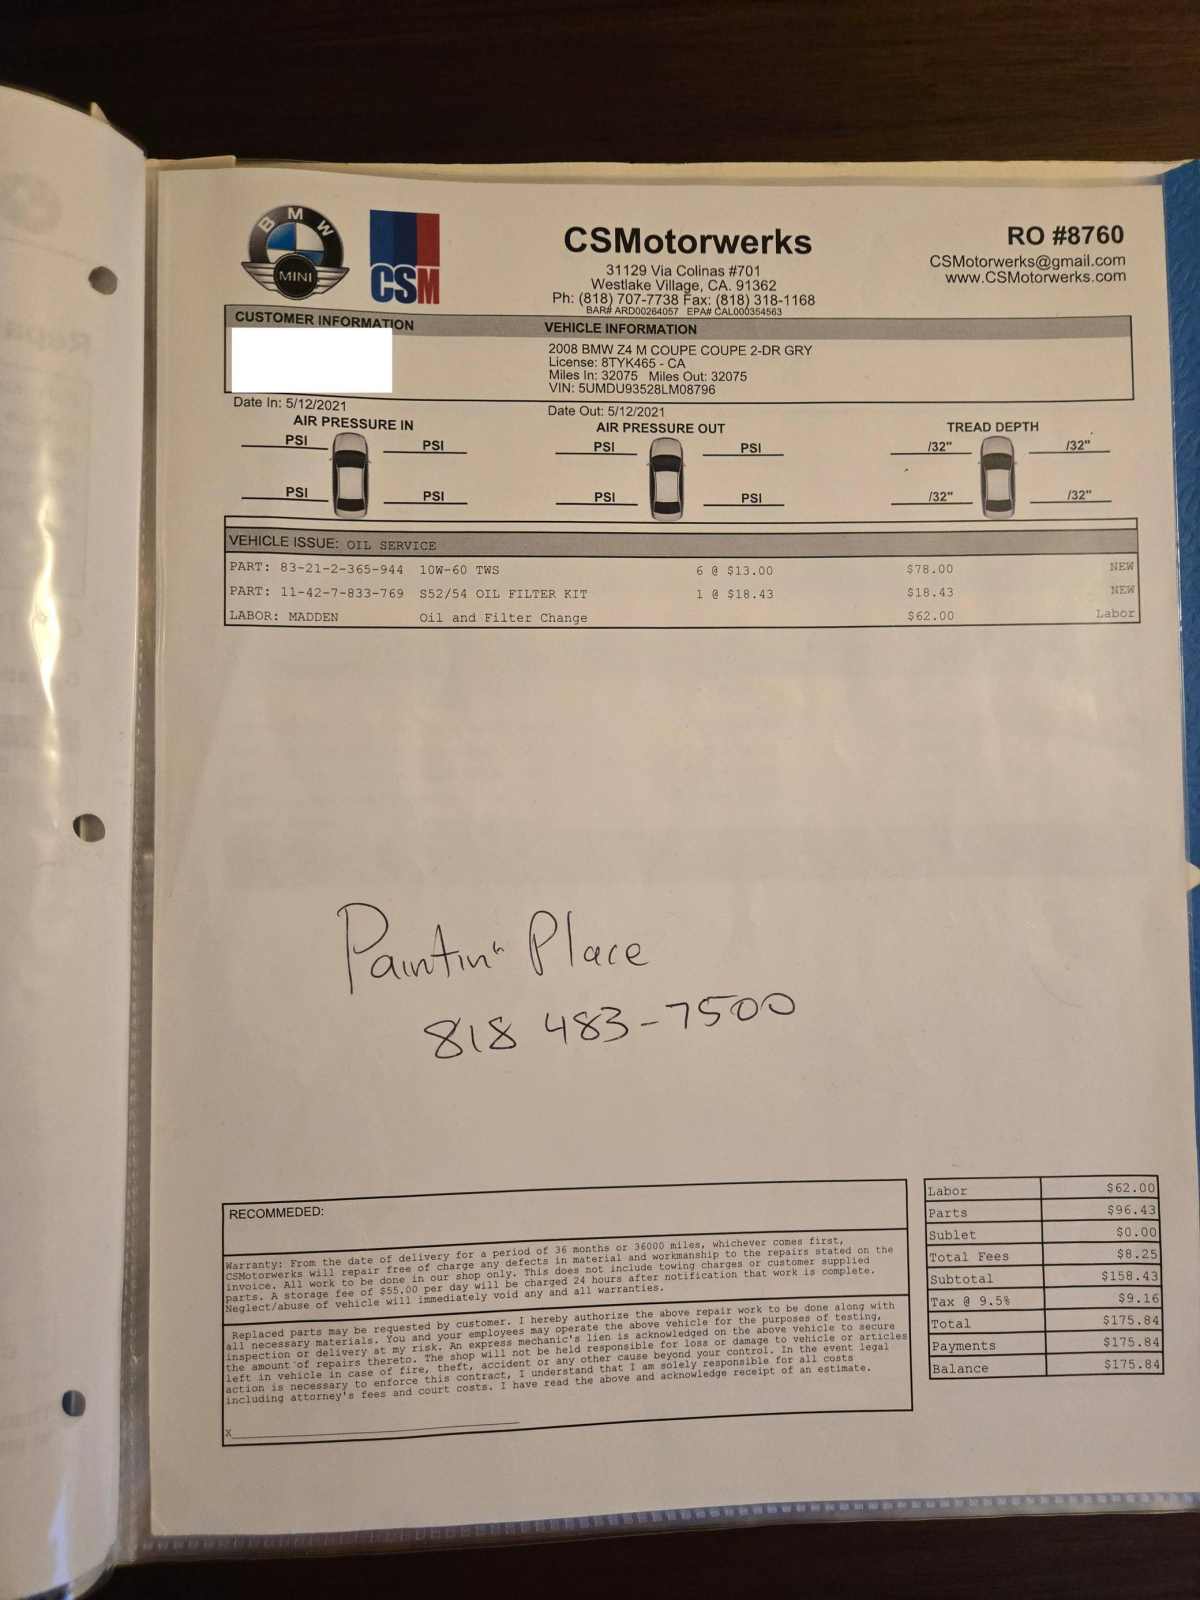 BMW
MINI
CSM
CSMotorwerks
31129 Via Colinas #701
Westlake Village, CA. 91362
Ph: (818) 707-7738 Fax: (818) 318-1168
BAR# ARD00264057 EPA# CAL000354563
RO #8760
CSMotorwerks@gmail.com
www.CSMotorwerks.com
CUSTOMER INFORMATION
VEHICLE INFORMATION
2008 BMW Z4 M COUPE COUPE 2-DR GRY
License: 8TYK465 - CA
Miles In: 32075 Miles Out: 32075
VIN: 5UMDU93528LM08796
Date In: 5/12/2021
Date Out: 5/12/2021
AIR PRESSURE IN
AIR PRESSURE OUT
TREAD DEPTH
PSI PSI PSI PSI /32" /32"
PSI PSI PSI PSI /32" /32"
VEHICLE ISSUE: OIL SERVICE
PART: 83-21-2-365-944 10W-60 TWS 6 @ $13.00 $78.00 NEW
PART: 11-42-7-833-769 S52/54 OIL FILTER KIT 1 @ $18.43 $18.43 NEW
LABOR: MADDEN Oil and Filter Change $62.00 Labor
Paintin" Place
818 483-7500
RECOMMEDED:
Warranty: From the date of delivery for a period of 36 months or 36000 miles, whichever comes first,
CSMotorwerks will repair free of charge any defects in material and workmanship to the repairs stated on the
invoice. All work to be done in our shop only. This does not include towing charges or customer supplied
parts. A storage fee of $55.00 per day will be charged 24 hours after notification that work is complete.
Neglect/abuse of vehicle will immediately void any and all warranties.
Replaced parts may be requested by customer. I hereby authorize the above repair work to be done along with
all necessary materials. You and your employees may operate the above vehicle for the purposes of testing,
inspection or delivery at my risk. An express mechanic's lien is acknowledged on the above vehicle to secure
the amount of repairs thereto. The shop will not be held responsible for loss or damage to vehicle or articles
left in vehicle in case of fire, theft, accident or any other cause beyond your control. In the event legal
action is necessary to enforce this contract, I understand that I am solely responsible for all costs
including attorney's fees and court costs. I have read the above and acknowledge receipt of an estimate.
X
Labor $62.00
Parts $96.43
Sublet $0.00
Total Fees $8.25
Subtotal $158.43
Tax @ 9.5% $9.16
Total $175.84
Payments $175.84
Balance $175.84